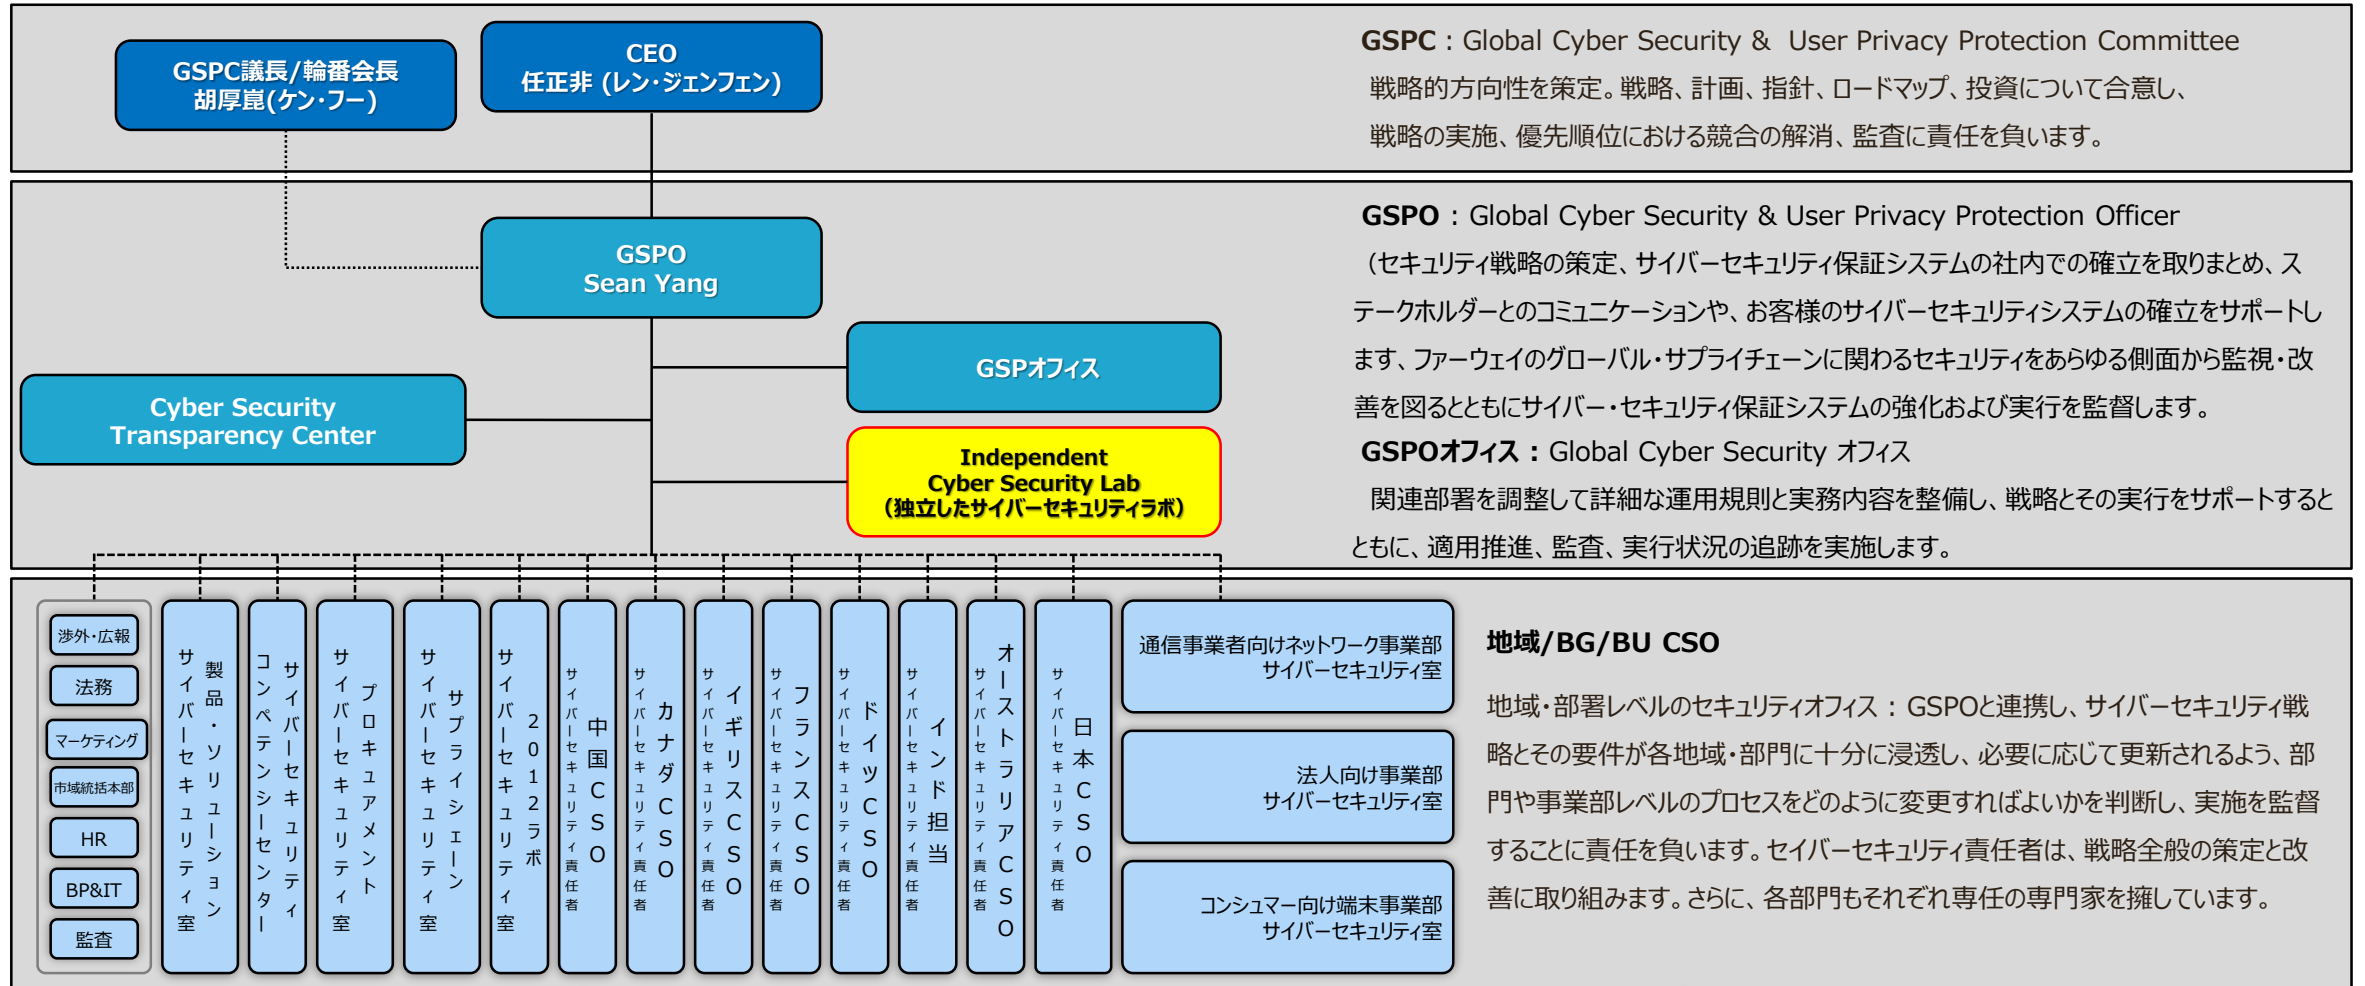 GSPC議長/輪番会長
胡厚崑(ケン・フー)
CEO
任正非 (レン・ジェンフェン)
GSPC：Global Cyber Security & User Privacy Protection Committee
戦略的方向性を策定。戦略、計画、指針、ロードマップ、投資について合意し、
戦略の実施、優先順位における競合の解消、監査に責任を負います。
GSPO
Sean Yang
GSPオフィス
Cyber Security
Transparency Center
Independent
Cyber Security Lab
（独立したサイバーセキュリティラボ）
GSPO：Global Cyber Security & User Privacy Protection Officer
（セキュリティ戦略の策定、サイバーセキュリティ保証システムの社内での確立を取りまとめ、ス
テークホルダーとのコミュニケーションや、お客様のサイバーセキュリティシステムの確立をサポートし
ます、ファーウェイのグローバル・サプライチェーンに関わるセキュリティをあらゆる側面から監視・改
善を図るとともにサイバー・セキュリティ保証システムの強化および実行を監督します。
GSPOオフィス：Global Cyber Security オフィス
関連部署を調整して詳細な運用規則と実務内容を整備し、戦略とその実行をサポートすると
ともに、適用推進、監査、実行状況の追跡を実施します。
渉外・広報
法務
マーケティング
市域統括本部
HR
BP&IT
監査
製品・ソリューション
サイバーセキュリティ室
サイバーセキュリティ
コンペテンシーセンター
プロキュアメント
サイバーセキュリティ室
サプライシェーン
サイバーセキュリティ室
2012ラボ
サイバーセキュリティ室
中国CSO
サイバーセキュリティ責任者
カナダCSO
サイバーセキュリティ責任者
イギリスCSO
サイバーセキュリティ責任者
フランスCSO
サイバーセキュリティ責任者
ドイツCSO
サイバーセキュリティ責任者
インド担当
サイバーセキュリティ責任者
オーストラリアCSO
サイバーセキュリティ責任者
日本CSO
サイバーセキュリティ責任者
通信事業者向けネットワーク事業部
サイバーセキュリティ室
法人向け事業部
サイバーセキュリティ室
コンシュマー向け端末事業部
サイバーセキュリティ室
地域/BG/BU CSO
地域・部署レベルのセキュリティオフィス：GSPOと連携し、サイバーセキュリティ戦
略とその要件が各地域・部門に十分に浸透し、必要に応じて更新されるよう、部
門や事業部レベルのプロセスをどのように変更すればよいかを判断し、実施を監督
することに責任を負います。セイバーセキュリティ責任者は、戦略全般の策定と改
善に取り組みます。さらに、各部門もそれぞれ専任の専門家を擁しています。